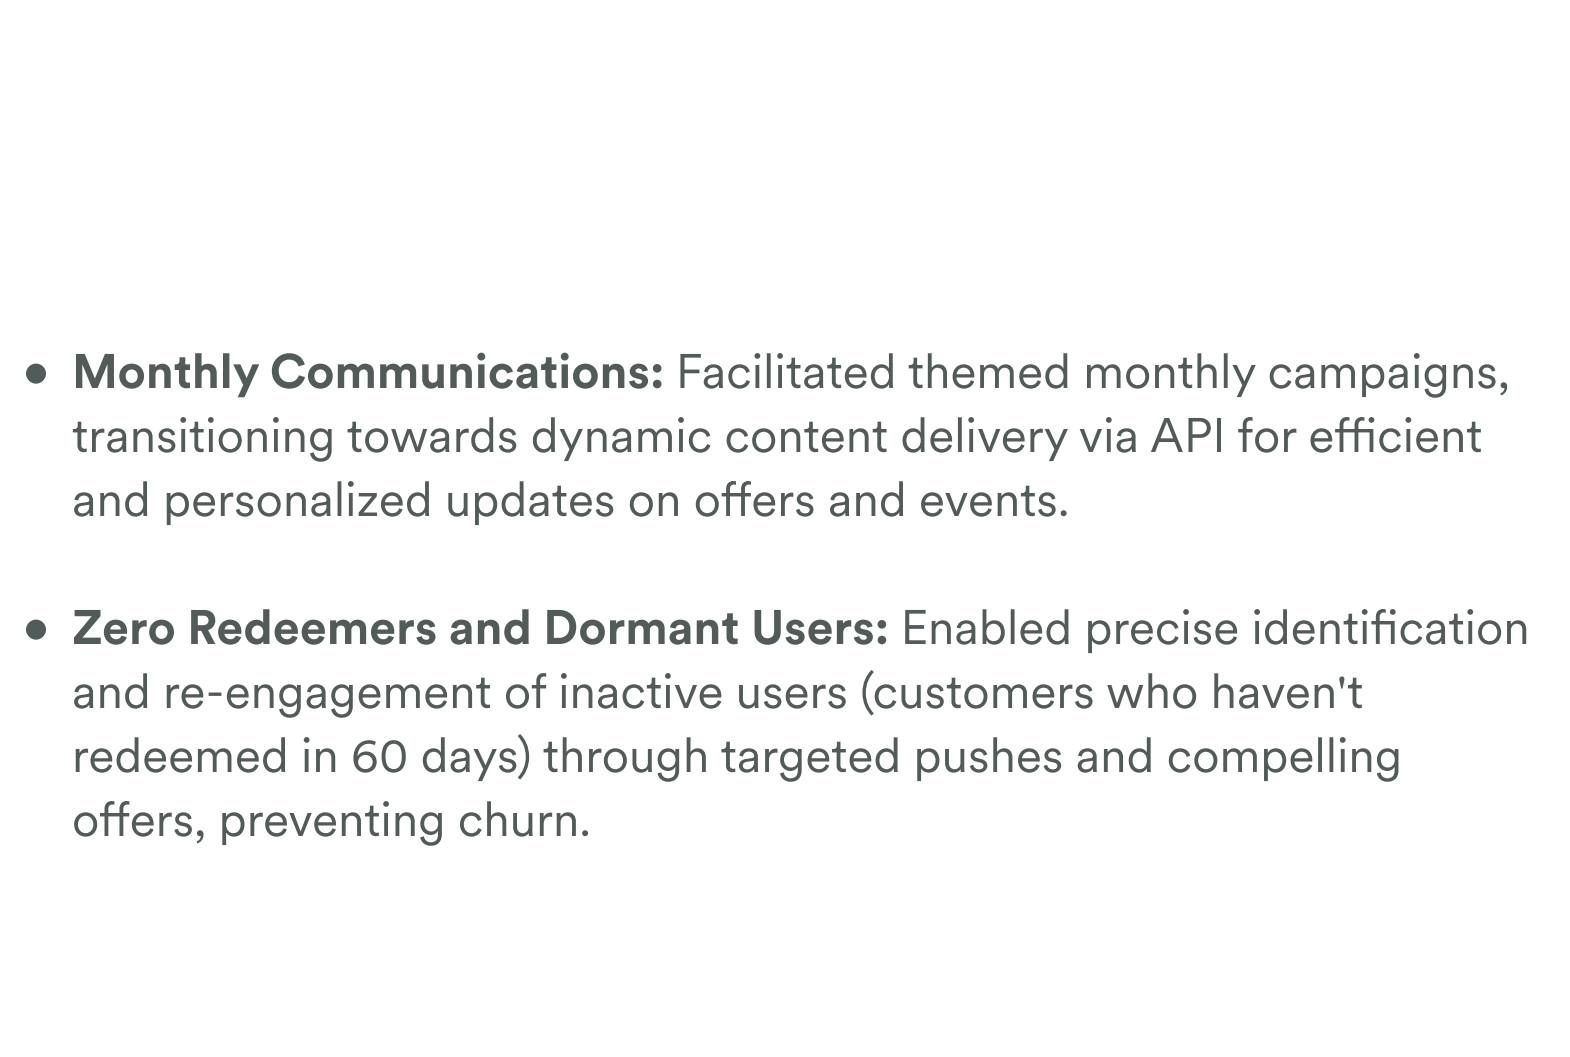 • Monthly Communications: Facilitated themed monthly campaigns,
transitioning towards dynamic content delivery via API for efficient
and personalized updates on offers and events.
• Zero Redeemers and Dormant Users: Enabled precise identification
and re-engagement of inactive users (customers who haven't
redeemed in 60 days) through targeted pushes and compelling
offers, preventing churn.